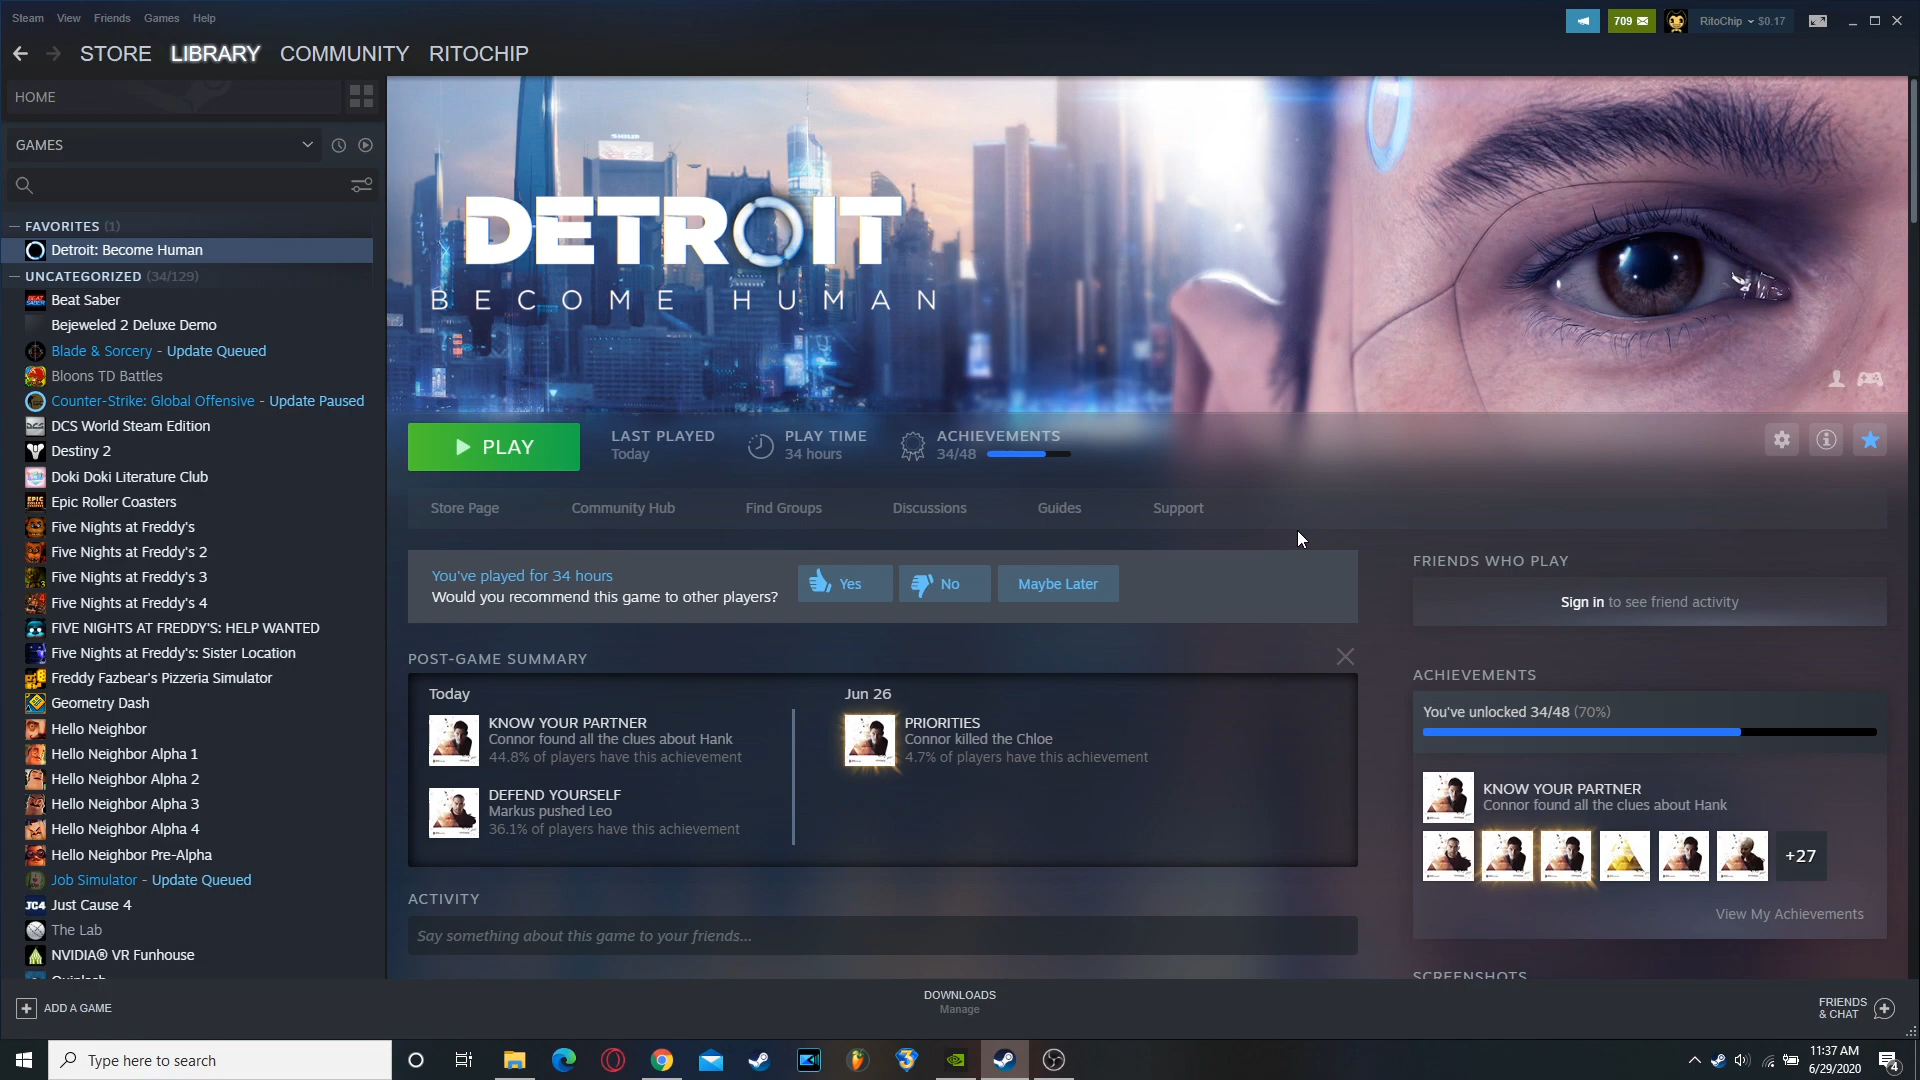 Steam View Friends Games Help
709
RitoChip $0.17
STORE LIBRARY COMMUNITY RITOCHIP
HOME
GAMES
FAVORITES (1)
Detroit: Become Human
UNCATEGORIZED (34/129)
Beat Saber
Bejeweled 2 Deluxe Demo
Blade & Sorcery - Update Queued
Bloons TD Battles
Counter-Strike: Global Offensive - Update Paused
DCS World Steam Edition
Destiny 2
Doki Doki Literature Club
Epic Roller Coasters
Five Nights at Freddy's
Five Nights at Freddy's 2
Five Nights at Freddy's 3
Five Nights at Freddy's 4
FIVE NIGHTS AT FREDDY'S: HELP WANTED
Five Nights at Freddy's: Sister Location
Freddy Fazbear's Pizzeria Simulator
Geometry Dash
Hello Neighbor
Hello Neighbor Alpha 1
Hello Neighbor Alpha 2
Hello Neighbor Alpha 3
Hello Neighbor Alpha 4
Hello Neighbor Pre-Alpha
Job Simulator - Update Queued
JC4 Just Cause 4
The Lab
NVIDIA® VR Funhouse
ADD A GAME
DETROIT
BECOME HUMAN
PLAY
LAST PLAYED
Today
PLAY TIME
34 hours
ACHIEVEMENTS
34/48
Store Page Community Hub Find Groups Discussions Guides Support
You've played for 34 hours
Would you recommend this game to other players?
Yes No Maybe Later
POST-GAME SUMMARY
Today
KNOW YOUR PARTNER
Connor found all the clues about Hank
44.8% of players have this achievement
DEFEND YOURSELF
Markus pushed Leo
36.1% of players have this achievement
Jun 26
PRIORITIES
Connor killed the Chloe
4.7% of players have this achievement
ACTIVITY
Say something about this game to your friends...
FRIENDS WHO PLAY
Sign in to see friend activity
ACHIEVEMENTS
You've unlocked 34/48 (70%)
KNOW YOUR PARTNER
Connor found all the clues about Hank
+27
View My Achievements
SCREENSHOTS
DOWNLOADS
Manage
FRIENDS
& CHAT
Type here to search
11:37 AM
6/29/2020
4